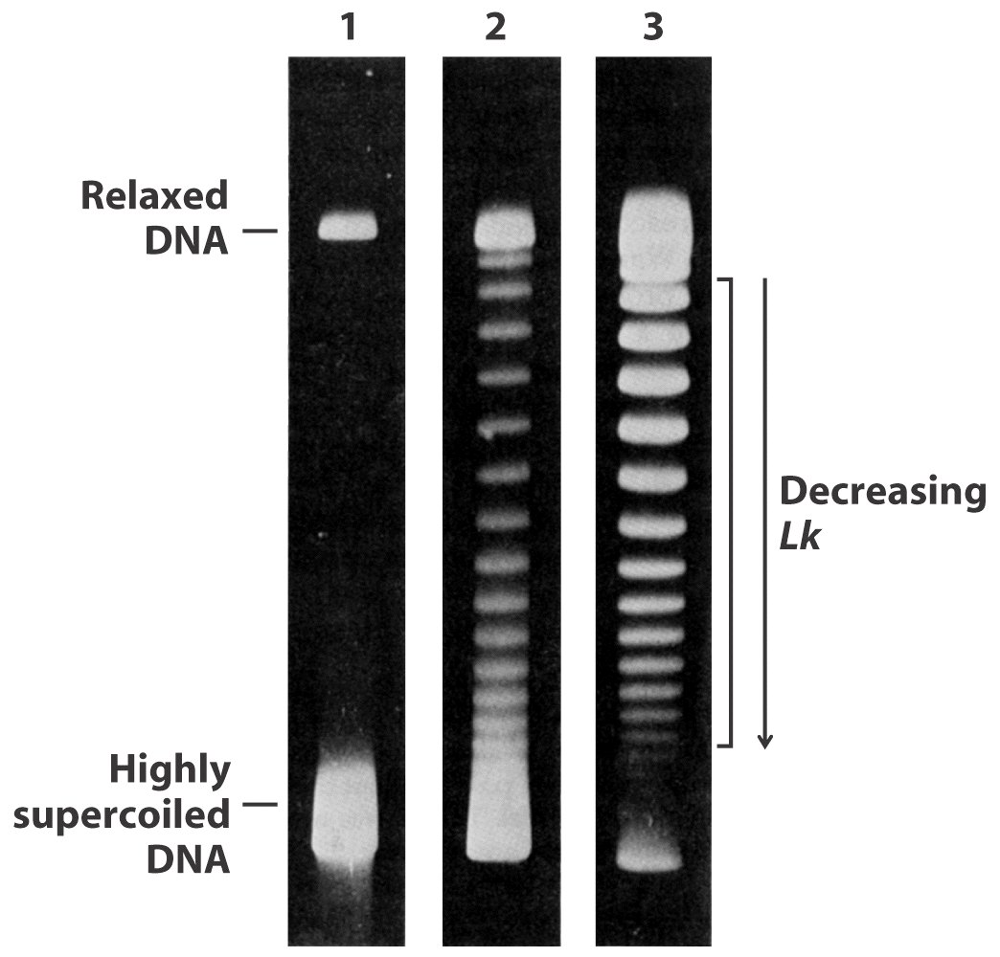 1 2 3
Relaxed
DNA
Decreasing
Lk
Highly
supercoiled
DNA